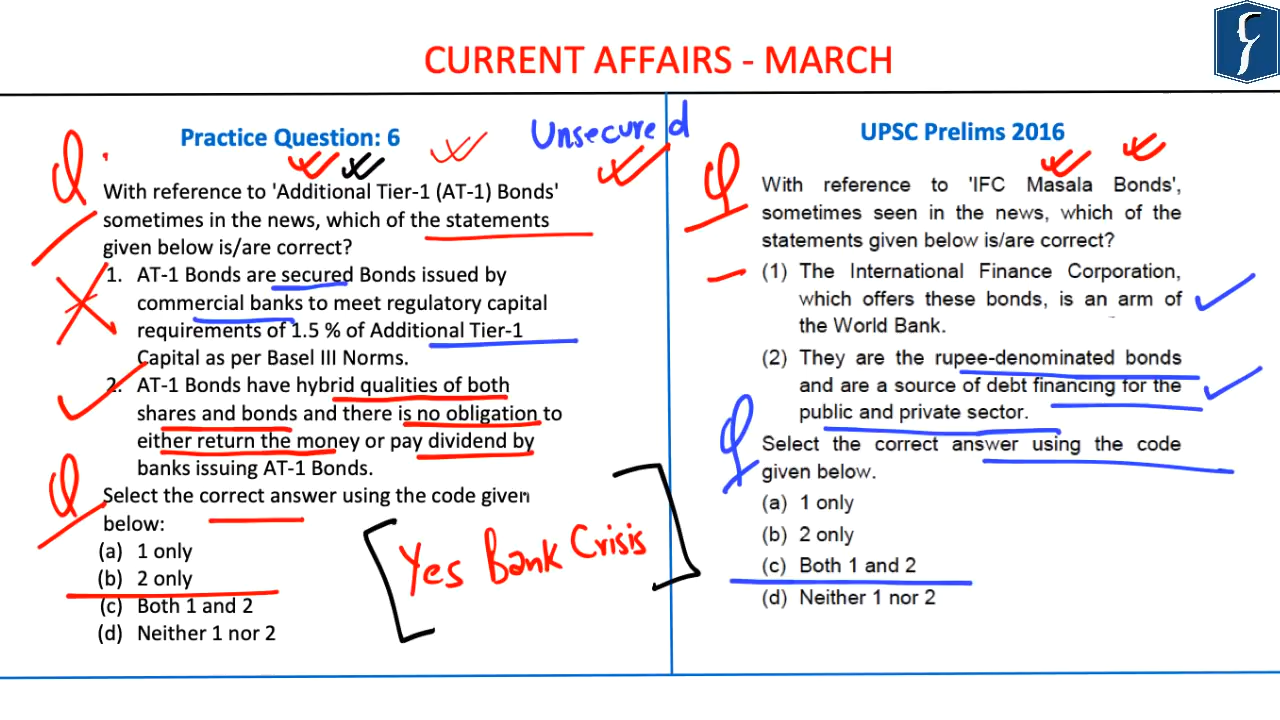 CURRENT AFFAIRS - MARCH
Practice Question: 6
Unsecured
With reference to 'Additional Tier-1 (AT-1) Bonds'
sometimes in the news, which of the statements
given below is/are correct?
1. AT-1 Bonds are secured Bonds issued by
commercial banks to meet regulatory capital
requirements of 1.5 % of Additional Tier-1
Capital as per Basel III Norms.
2. AT-1 Bonds have hybrid qualities of both
shares and bonds and there is no obligation to
either return the money or pay dividend by
banks issuing AT-1 Bonds.
Select the correct answer using the code given
below:
(a) 1 only
(b) 2 only
(c) Both 1 and 2
(d) Neither 1 nor 2
Yes Bank Crisis
UPSC Prelims 2016
With reference to 'IFC Masala Bonds',
sometimes seen in the news, which of the
statements given below is/are correct?
(1) The International Finance Corporation,
which offers these bonds, is an arm of
the World Bank.
(2) They are the rupee-denominated bonds
and are a source of debt financing for the
public and private sector.
Select the correct answer using the code
given below.
(a) 1 only
(b) 2 only
(c) Both 1 and 2
(d) Neither 1 nor 2